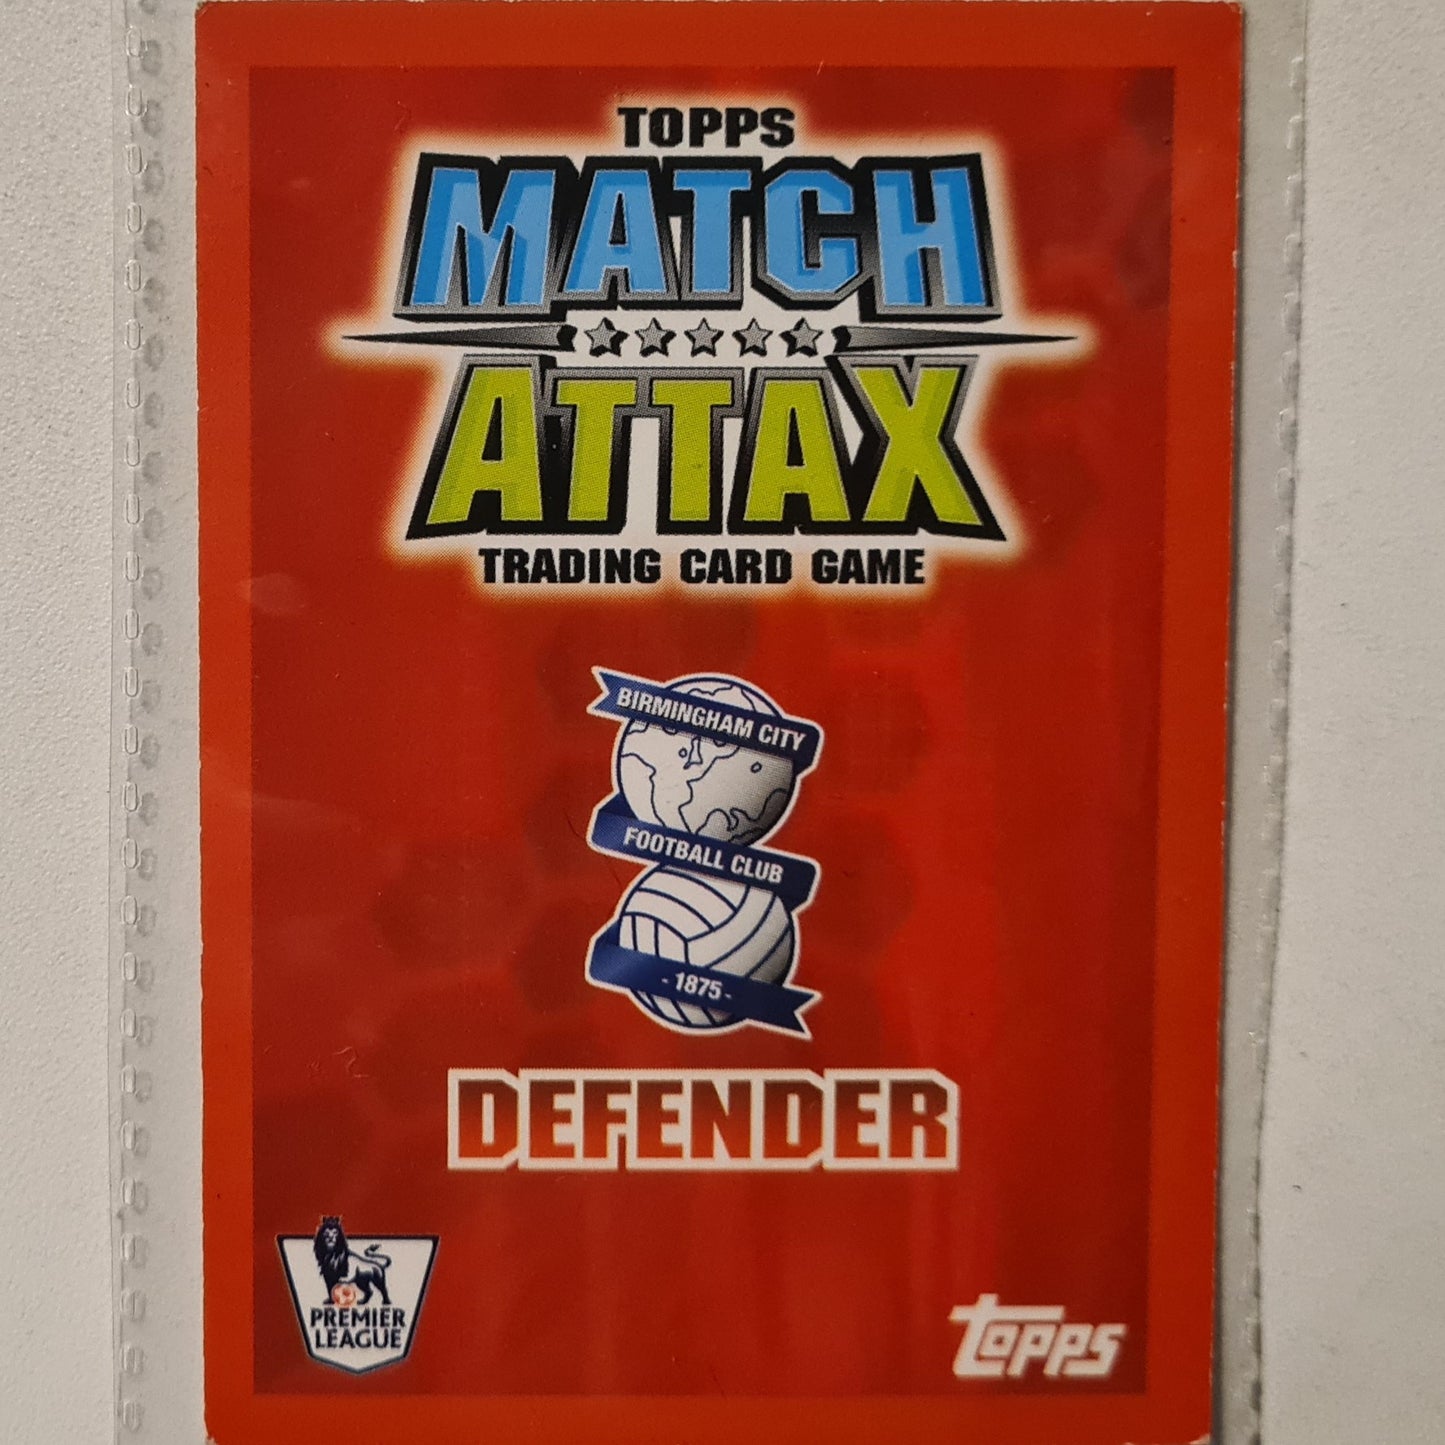 TOPPS
MATCH
ATTAX
TRADING CARD GAME
BIRMINGHAM CITY
FOOTBALL CLUB
- 1875 -
DEFENDER
PREMIER
LEAGUE
topps